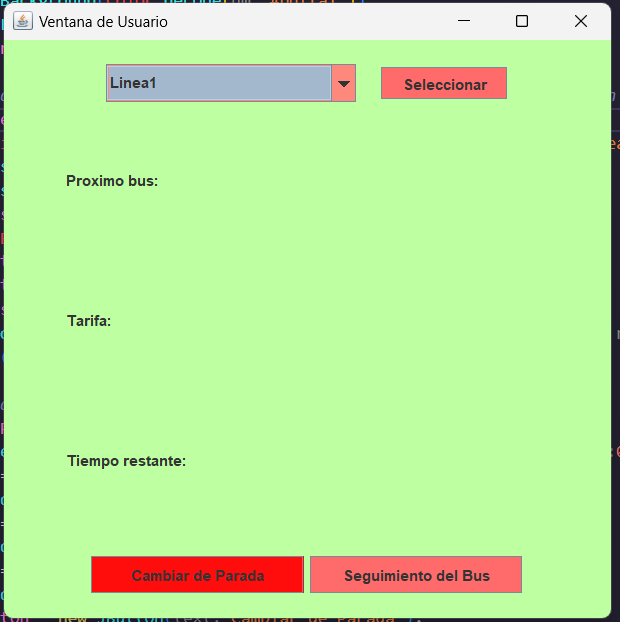 Ventana de Usuario
Linea1
Seleccionar
Proximo bus:
Tarifa:
Tiempo restante:
Cambiar de Parada
Seguimiento del Bus